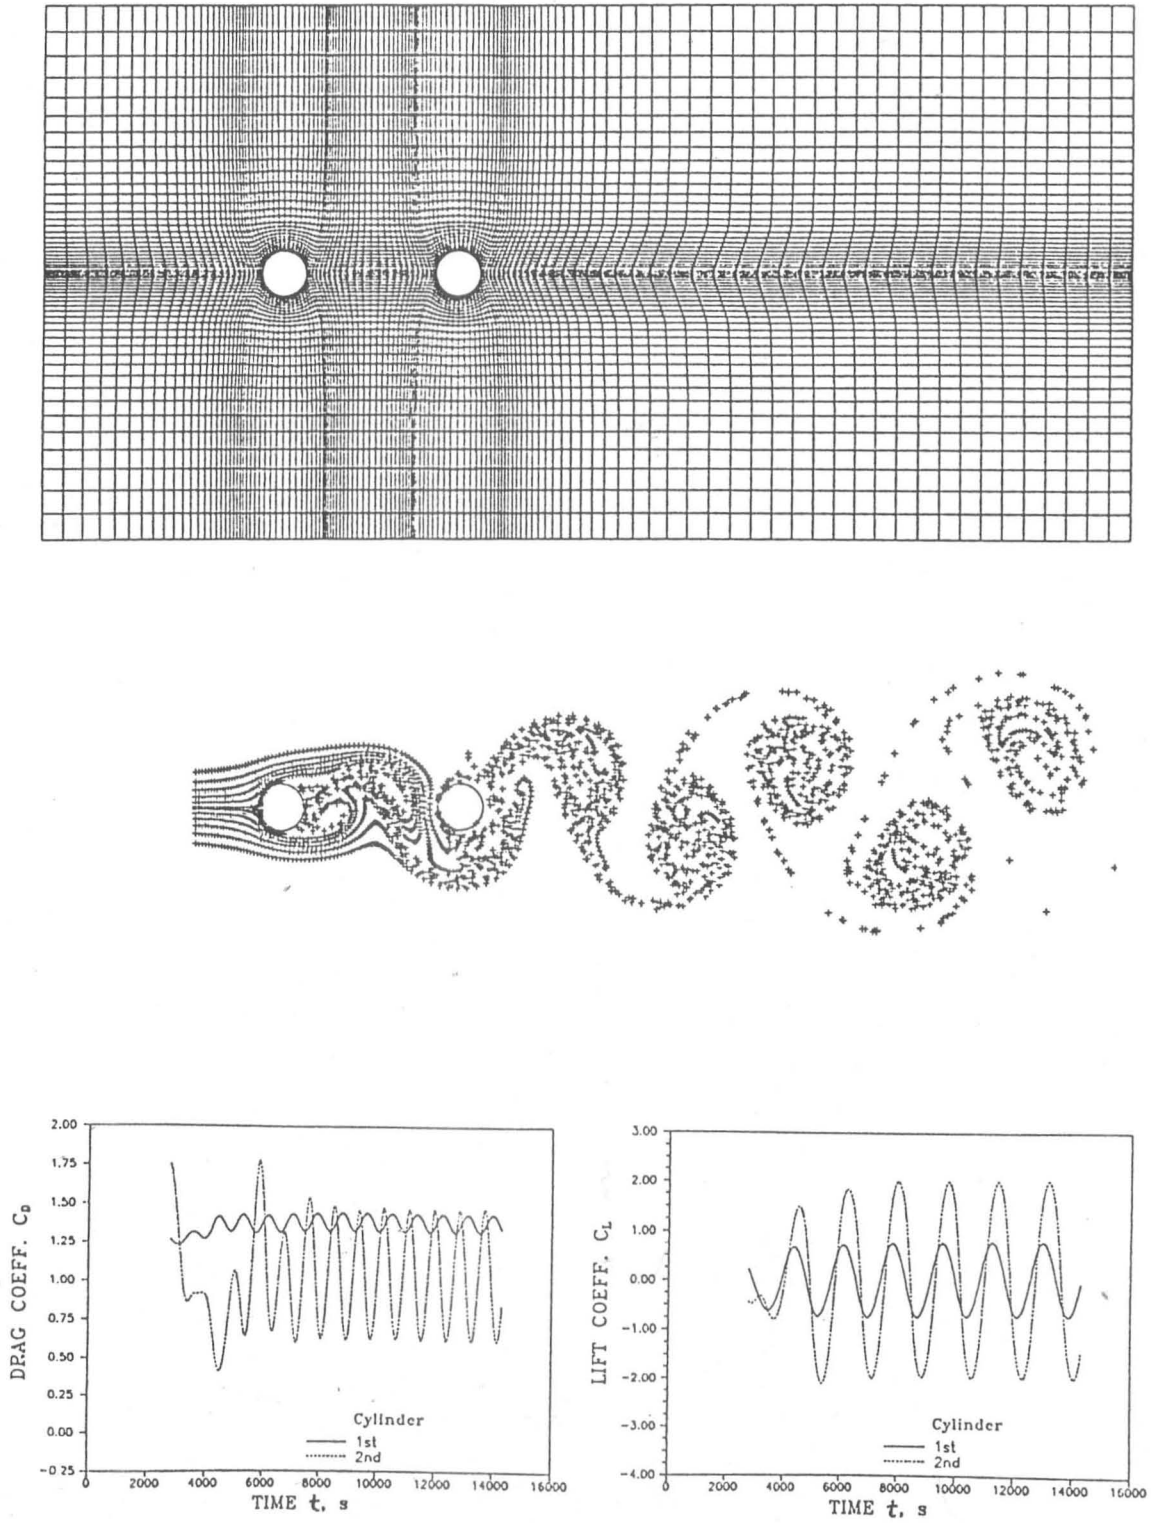 2.00
1.75
1.50
1.25
1.00
0.75
0.50
0.25
0.00
-0.25
DRAG COEFF. C_D
0 2000 4000 6000 8000 10000 12000 14000 16000
TIME t, s
Cylinder
1st
2nd
3.00
2.00
1.00
0.00
-1.00
-2.00
-3.00
-4.00
LIFT COEFF. C_L
0 2000 4000 6000 8000 10000 12000 14000 16000
TIME t, s
Cylinder
1st
2nd